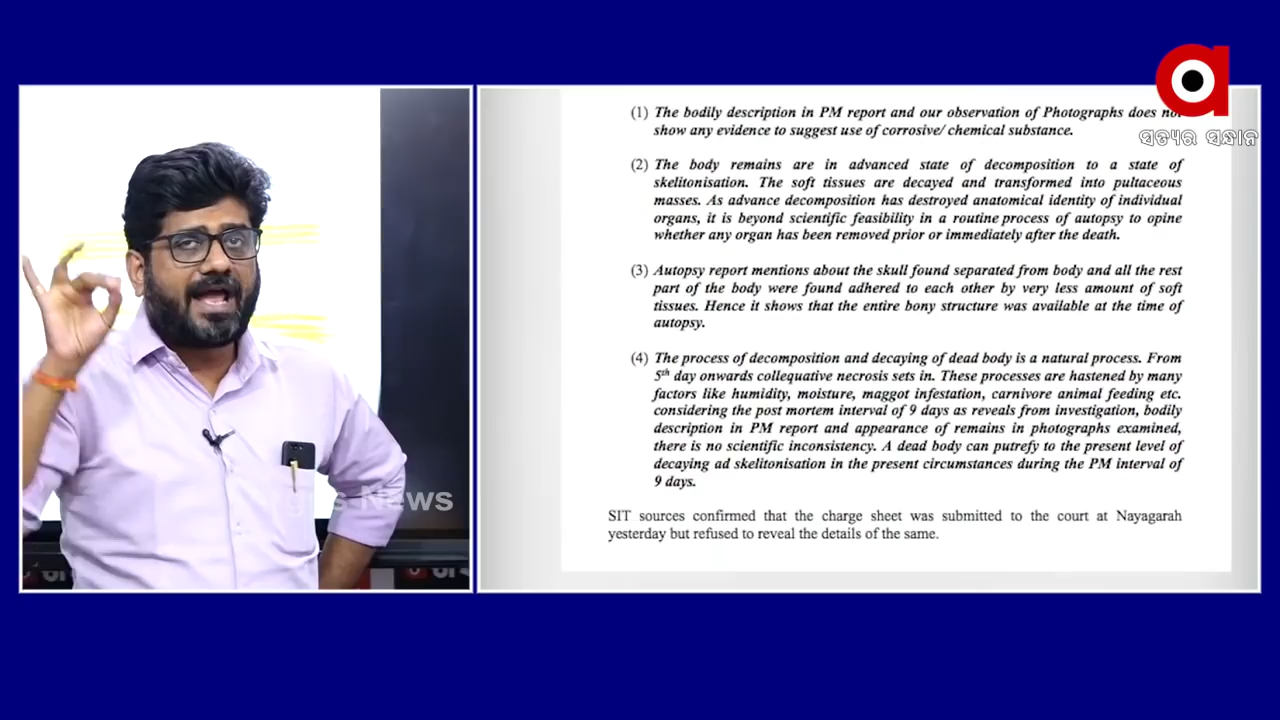 ସତ୍ୟର ସନ୍ଧାନ
(1) The bodily description in PM report and our observation of Photographs does not
show any evidence to suggest use of corrosive/ chemical substance.
(2) The body remains are in advanced state of decomposition to a state of
skelitonisation. The soft tissues are decayed and transformed into pultaceous
masses. As advance decomposition has destroyed anatomical identity of individual
organs, it is beyond scientific feasibility in a routine process of autopsy to opine
whether any organ has been removed prior or immediately after the death.
(3) Autopsy report mentions about the skull found separated from body and all the rest
part of the body were found adhered to each other by very less amount of soft
tissues. Hence it shows that the entire bony structure was available at the time of
autopsy.
(4) The process of decomposition and decaying of dead body is a natural process. From
5th day onwards collequative necrosis sets in. These processes are hastened by many
factors like humidity, moisture, maggot infestation, carnivore animal feeding etc.
considering the post mortem interval of 9 days as reveals from investigation, bodily
description in PM report and appearance of remains in photographs examined,
there is no scientific inconsistency. A dead body can putrefy to the present level of
decaying ad skelitonisation in the present circumstances during the PM interval of
9 days.
SIT sources confirmed that the charge sheet was submitted to the court at Nayagarah
yesterday but refused to reveal the details of the same.
News